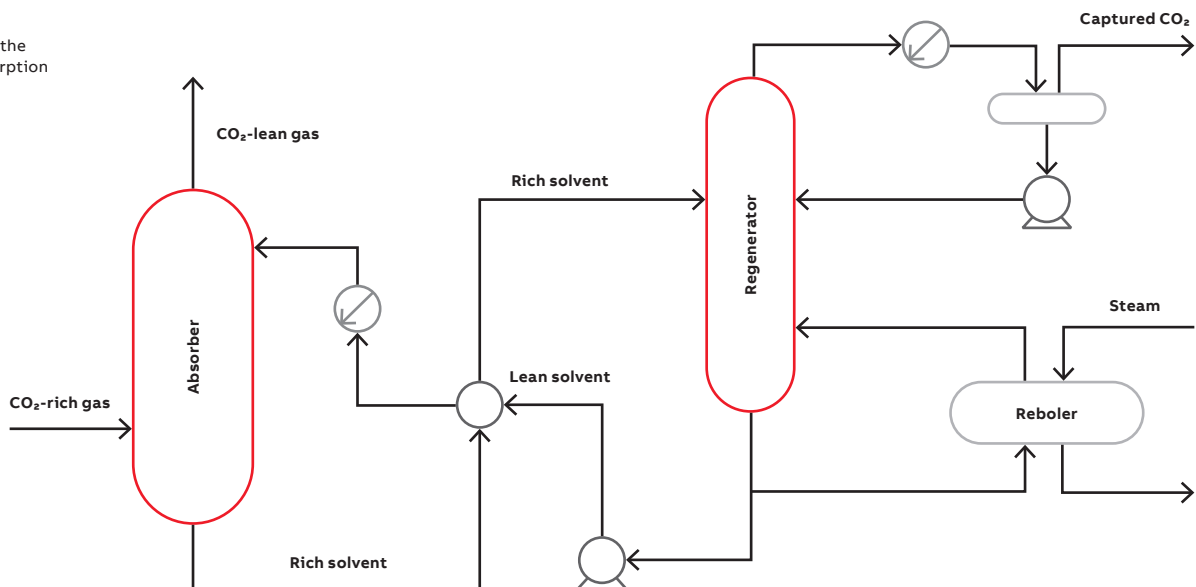 the
rption
Captured CO₂
CO₂-lean gas
Rich solvent
Regenerator
Steam
Absorber
Lean solvent
CO₂-rich gas
Reboler
Rich solvent